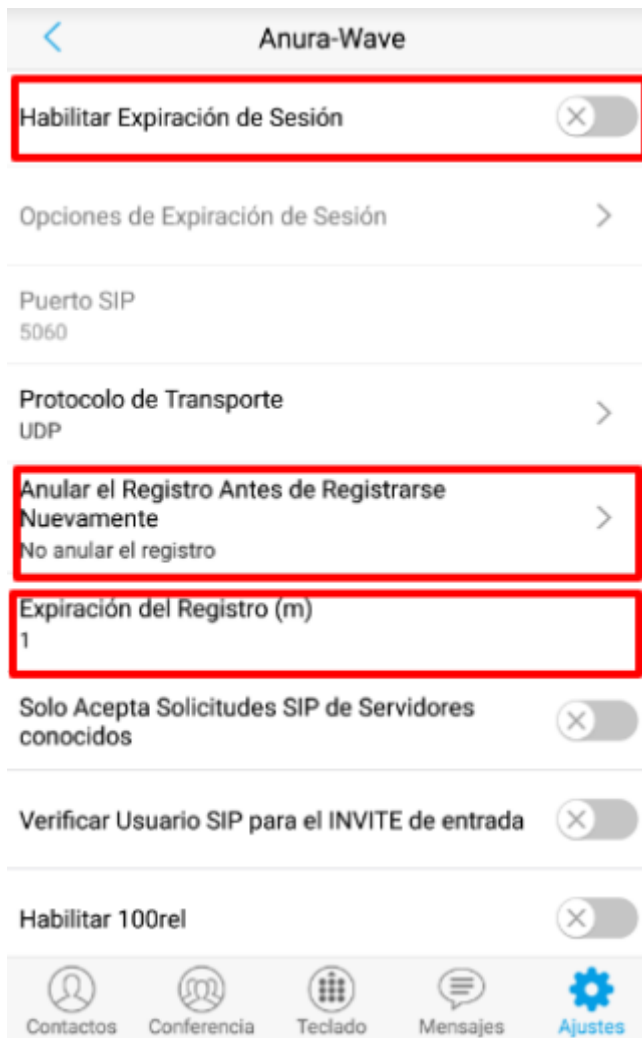 Anura-Wave
Habilitar Expiración de Sesión
Opciones de Expiración de Sesión
Puerto SIP
5060
Protocolo de Transporte
UDP
Anular el Registro Antes de Registrarse
Nuevamente
No anular el registro
Expiración del Registro (m)
1
Solo Acepta Solicitudes SIP de Servidores
conocidos
Verificar Usuario SIP para el INVITE de entrada
Habilitar 100rel
Contactos Conferencia Teclado Mensajes Ajustes